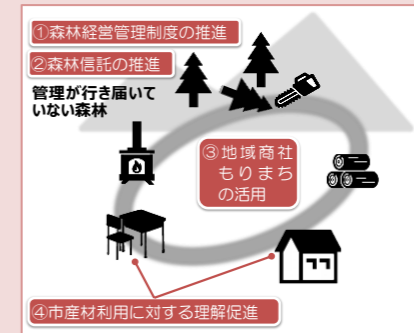 ①森林経営管理制度の推進
②森林信託の推進
管理が行き届いて
いない森林
③地域商社
もりまち
の活用
④市産材利用に対する理解促進